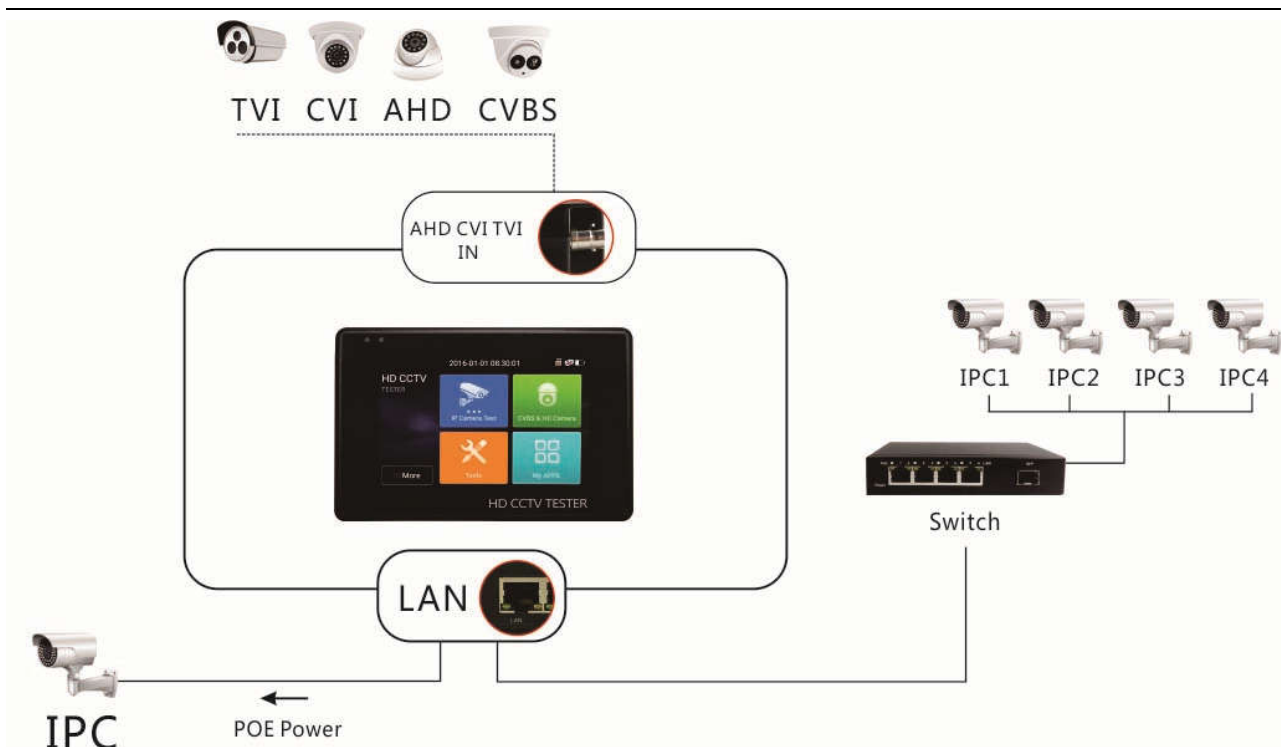 TVI CVI AHD CVBS
AHD CVI TVI
IN
2016-01-01 08:30:01
HD CCTV
TESTER
IP Camera Test
CVBS & HD Camera
More
Tools
My APPS
HD CCTV TESTER
IPC1 IPC2 IPC3 IPC4
Switch
LAN
LAN
IPC
POE Power